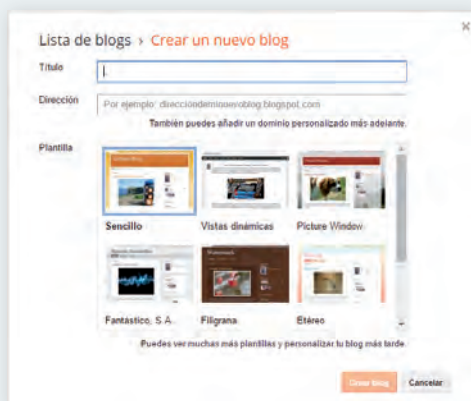 Lista de blogs › Crear un nuevo blog
Título
Dirección
Por ejemplo: direcciondeminuevoblog.blogspot.com
También puedes añadir un dominio personalizado más adelante.
Plantilla
Sencillo Vistas dinámicas Picture Window
Fantástico, S.A. Filigrana Etéreo
Puedes ver muchas más plantillas y personalizar tu blog más tarde.
Crear blog Cancelar